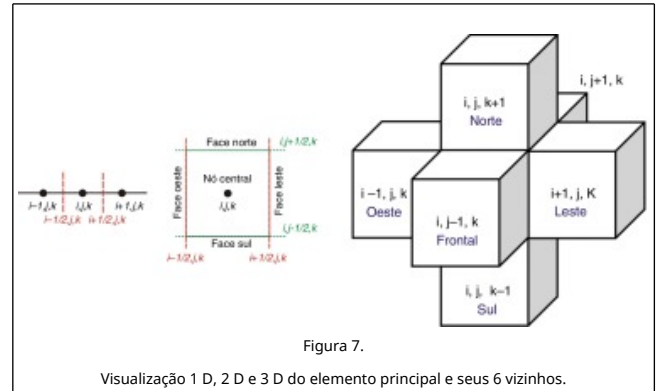 i, j+1, k
i, j, k+1
Norte
Face norte
i,j+1/2,k
Face oeste
Nó central
i,j,k
Face leste
i–1, j, k
Oeste
i+1, j, K
Leste
i–1,j,k
i,j,k
i+1,j,k
i–1/2,j,k
i+1/2,j,k
i, j–1, k
Frontal
i,j-1/2,k
Face sul
i–1/2,j,k
i+1/2,j,k
i, j, k–1
Sul
Figura 7.
Visualização 1 D, 2 D e 3 D do elemento principal e seus 6 vizinhos.